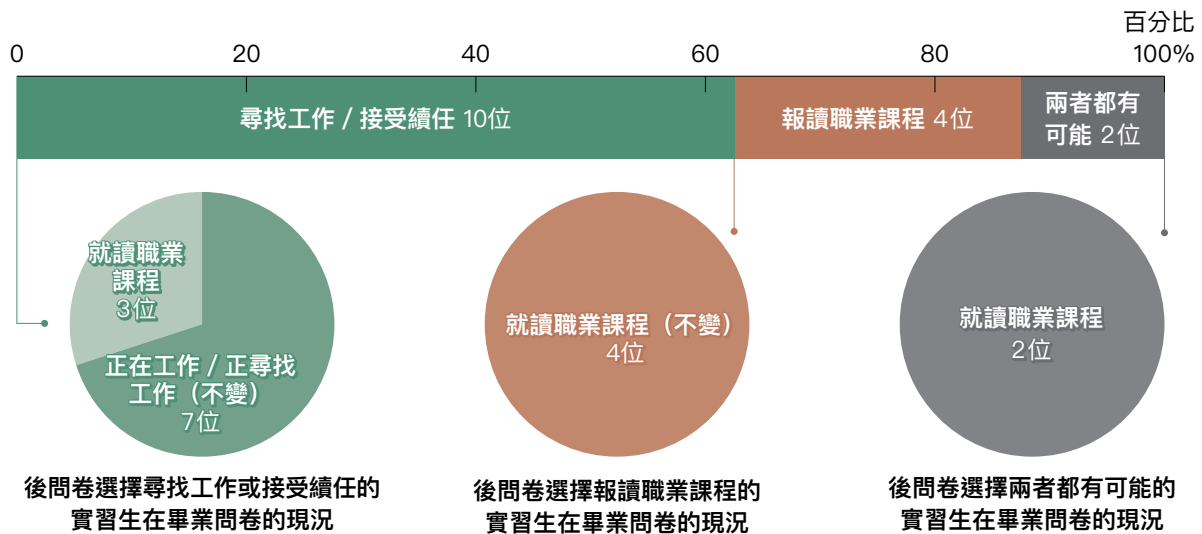 百分比
0 20 40 60 80 100%
尋找工作 / 接受續任 10位
報讀職業課程 4位
兩者都有
可能 2位
就讀職業
課程
3位
正在工作 / 正尋找
工作（不變）
7位
就讀職業課程（不變）
4位
就讀職業課程
2位
後問卷選擇尋找工作或接受續任的
實習生在畢業問卷的現況
後問卷選擇報讀職業課程的
實習生在畢業問卷的現況
後問卷選擇兩者都有可能的
實習生在畢業問卷的現況